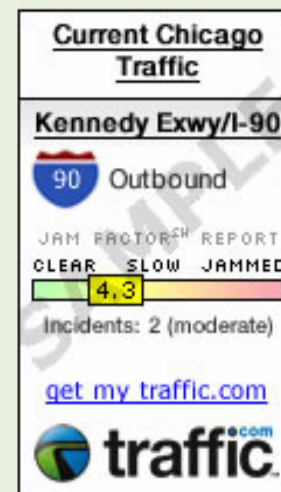 Current Chicago
Traffic
Kennedy Exwy/I-90
90 Outbound
JAM FACTOR℠ REPORT
CLEAR SLOW JAMMED
4.3
Incidents: 2 (moderate)
get my traffic.com
traffic.com
SAMPLE